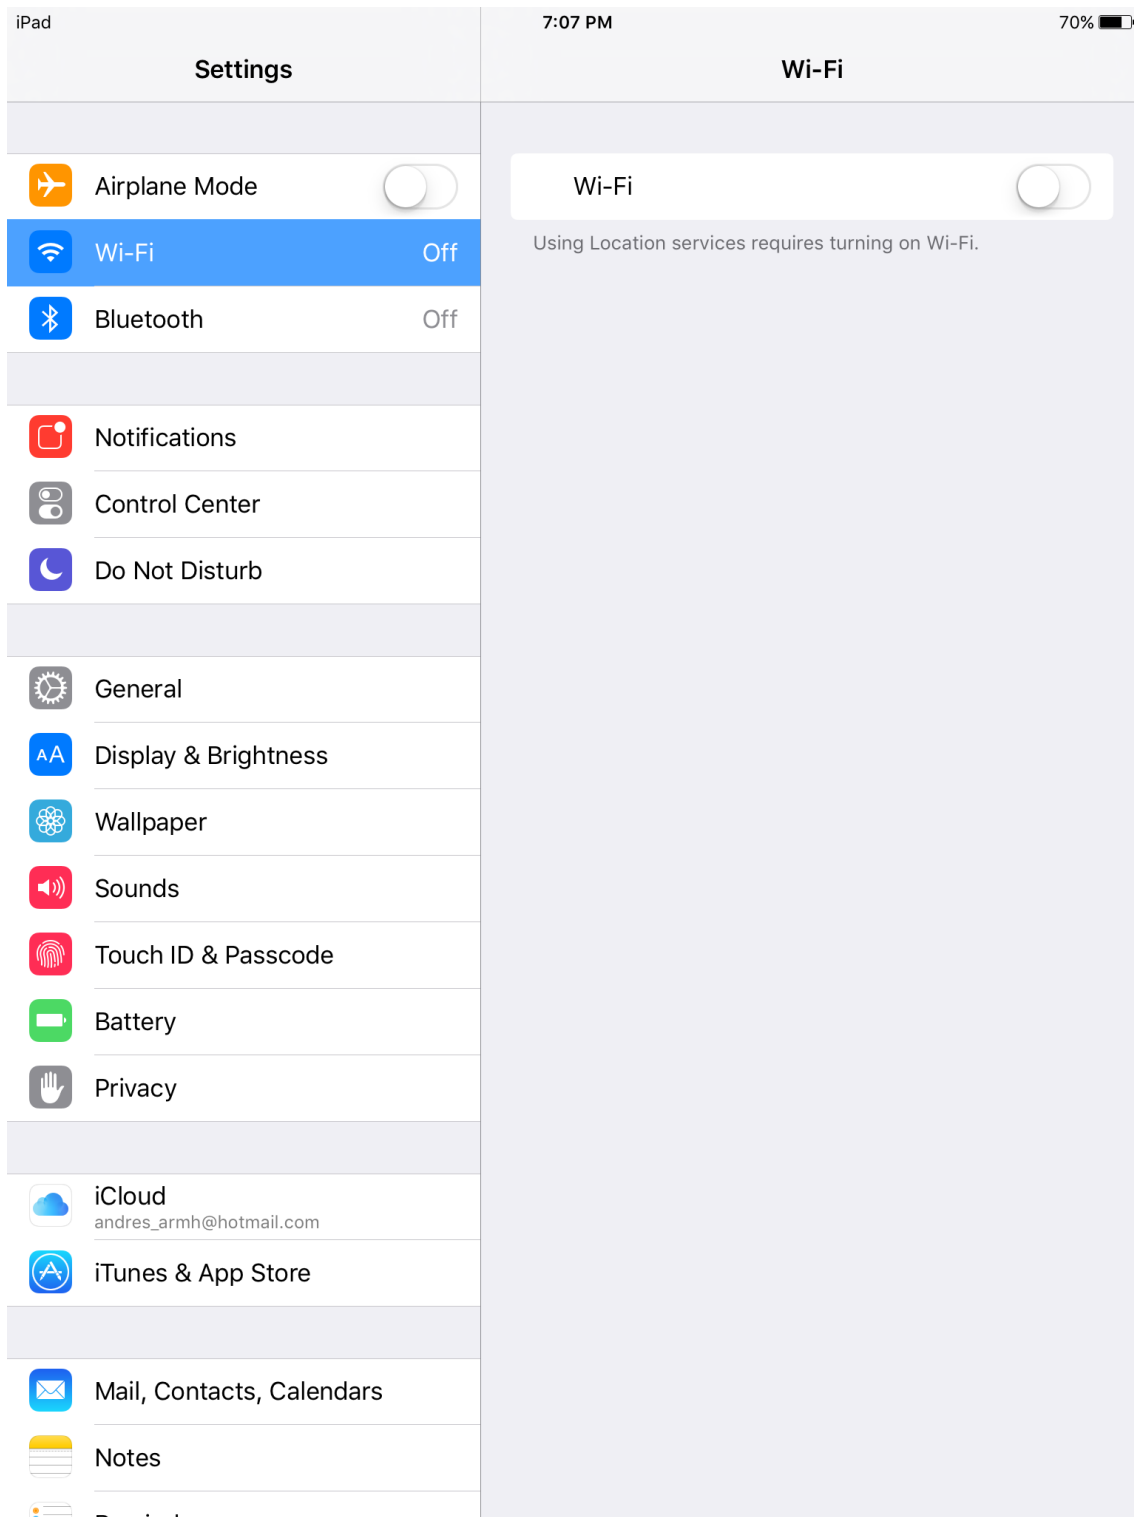 iPad
7:07 PM
70%
Settings
Wi-Fi
Airplane Mode
Wi-Fi
Off
Bluetooth
Off
Notifications
Control Center
Do Not Disturb
General
AA
Display & Brightness
Wallpaper
Sounds
Touch ID & Passcode
Battery
Privacy
iCloud
andres_armh@hotmail.com
iTunes & App Store
Mail, Contacts, Calendars
Notes
Wi-Fi
Using Location services requires turning on Wi-Fi.